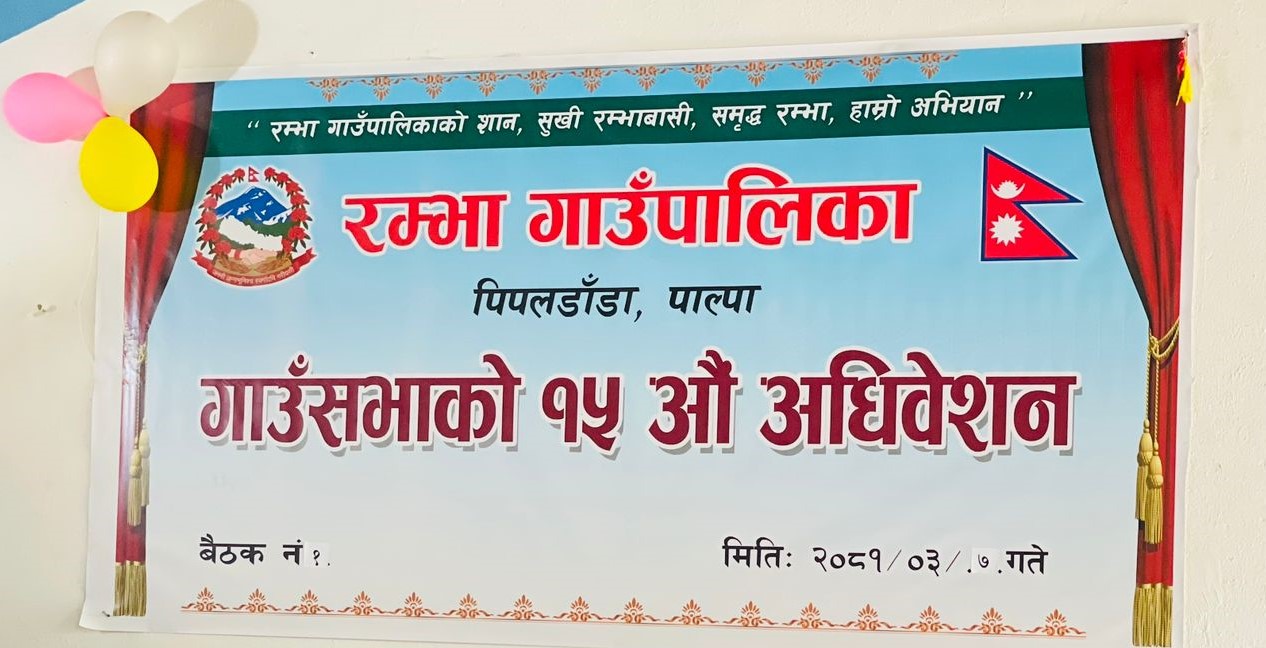 “ रम्भा गाउँपालिकाको शान, सुखी रम्भाबासी, समृद्ध रम्भा, हाम्रो अभियान ”
रम्भा गाउँपालिका
पिपलडाँडा, पाल्पा
गाउँसभाको १५ औं अधिवेशन
बैठक नं १.
मितिः २०८१/०३/.७.गते